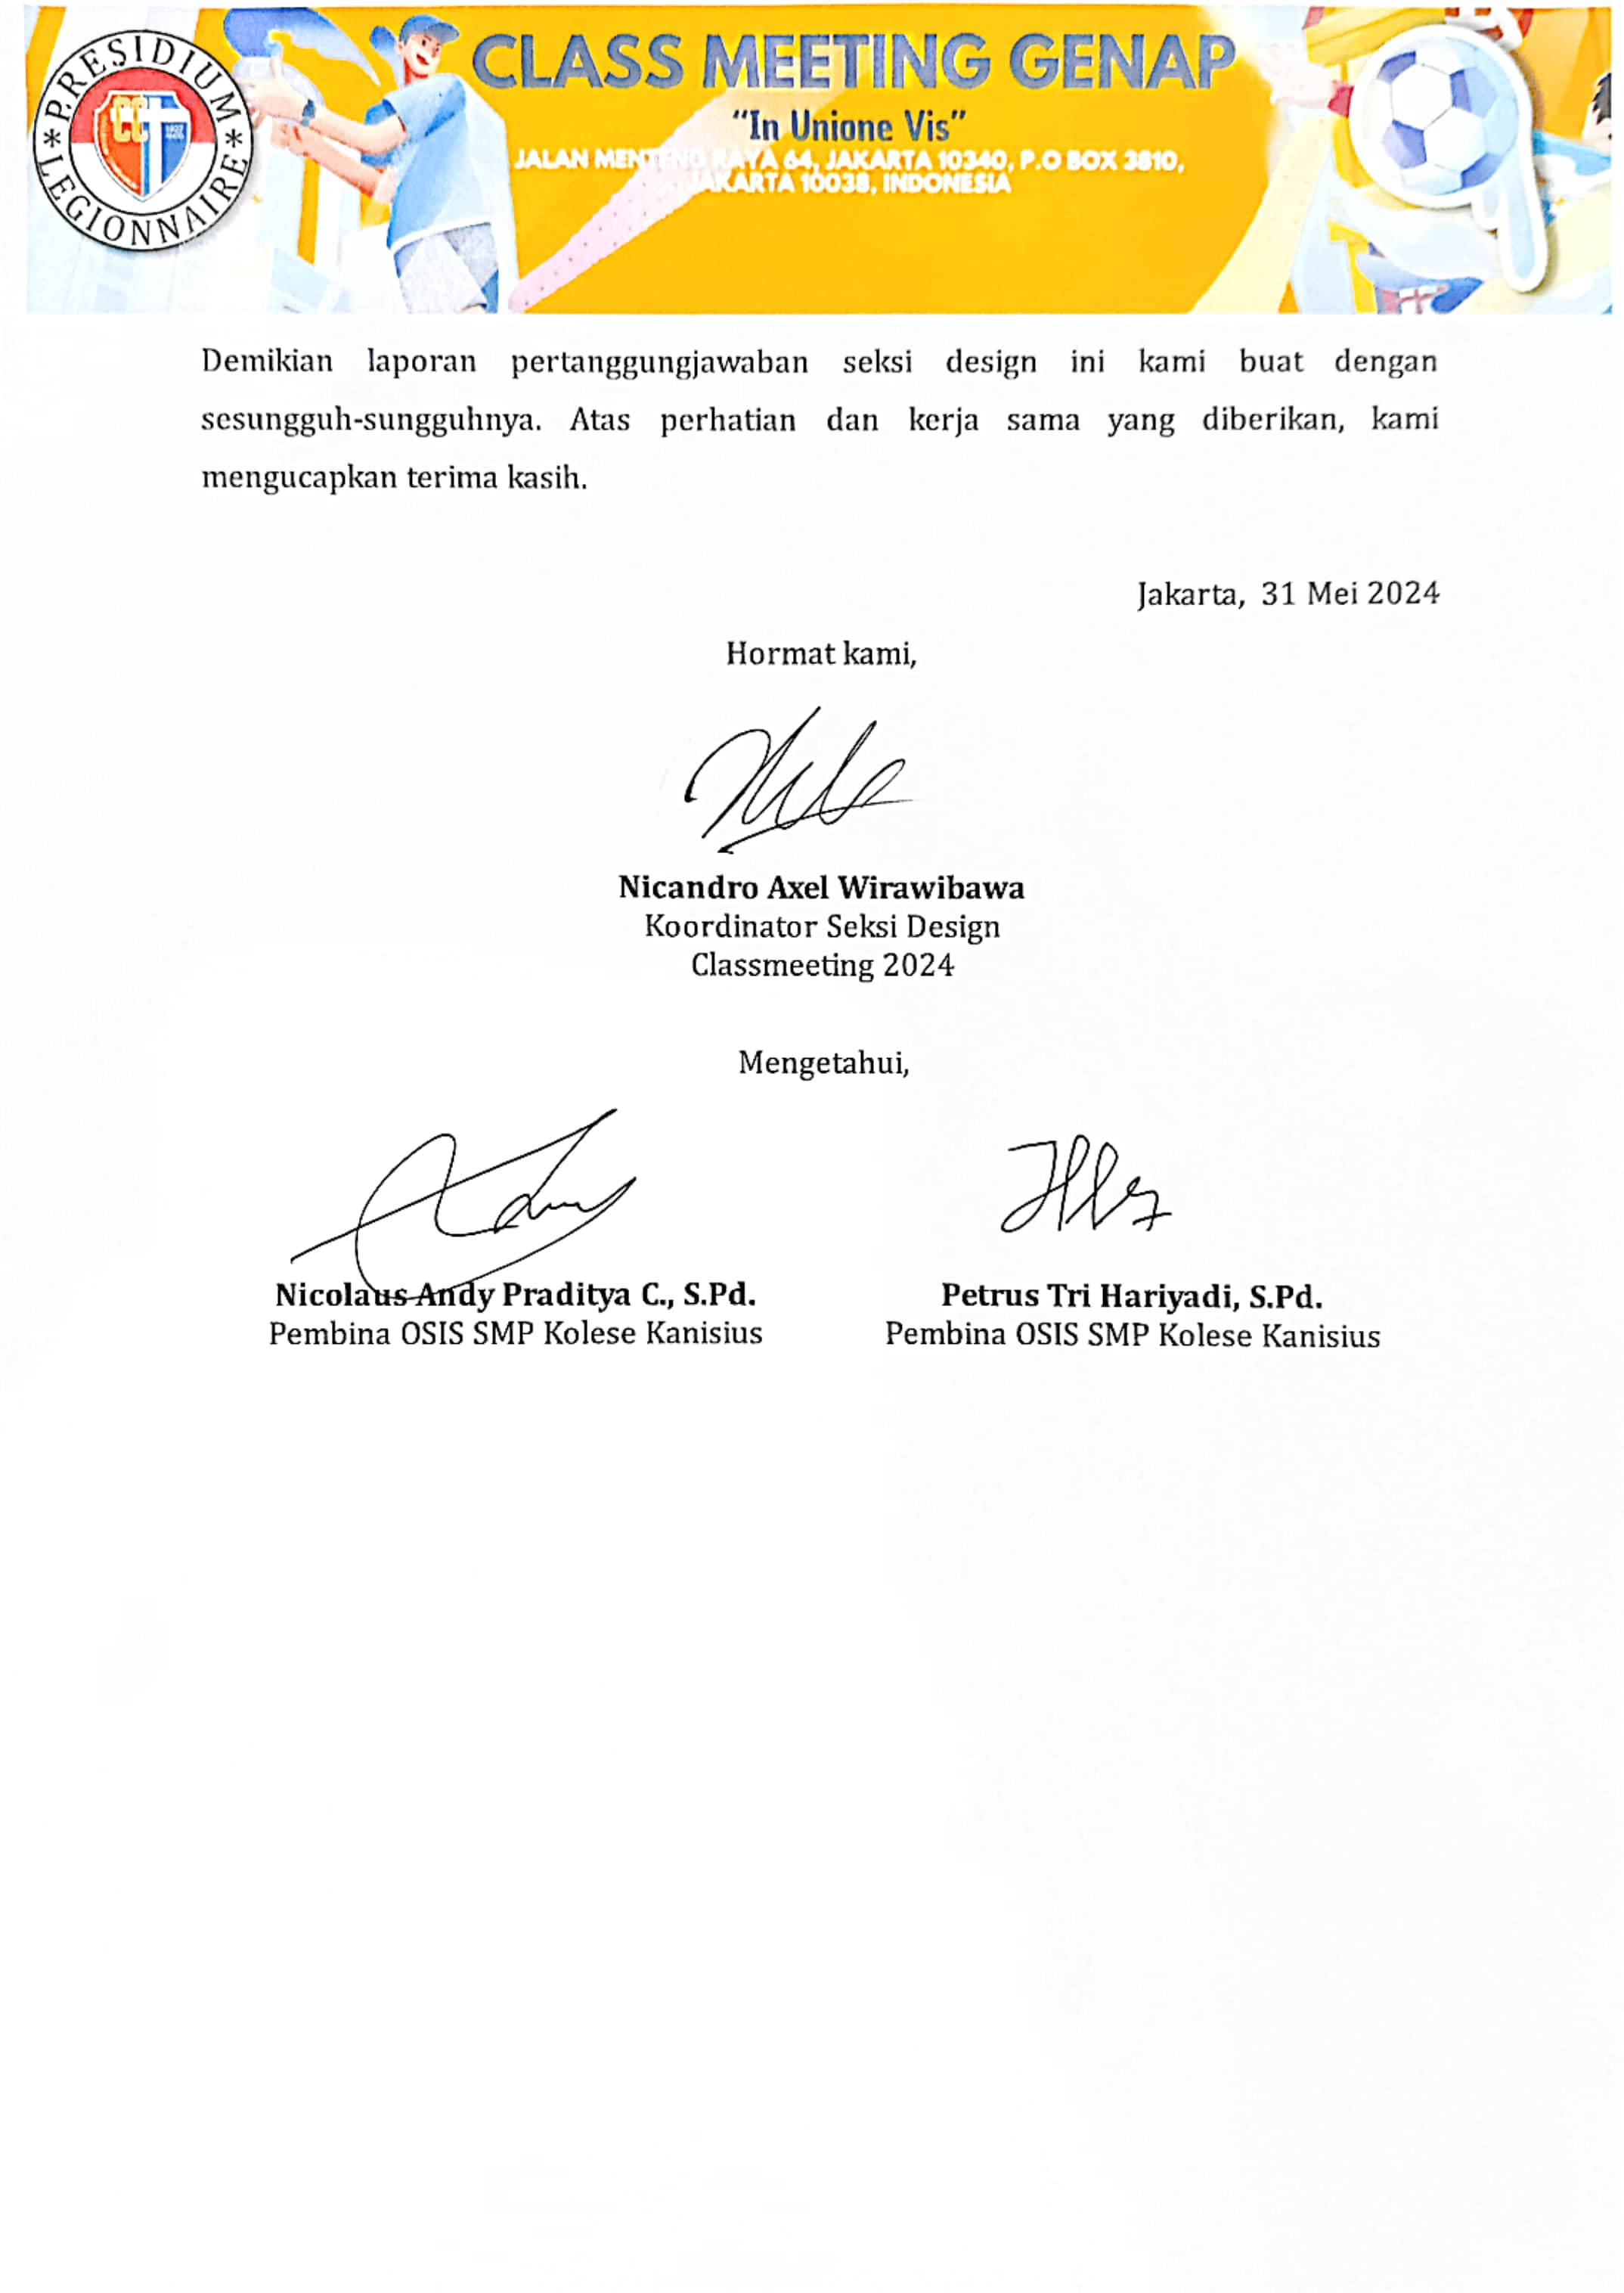 PRESIDIUM
LEGIONNAIRE
CC
CLASS MEETING GENAP
“In Unione Vis”
JALAN MENTENG RAYA 64, JAKARTA 10340, P.O BOX 3810,
JAKARTA 10038, INDONESIA
Demikian laporan pertanggungjawaban seksi design ini kami buat dengan
sesungguh-sungguhnya. Atas perhatian dan kerja sama yang diberikan, kami
mengucapkan terima kasih.
Jakarta, 31 Mei 2024
Hormat kami,
Nicandro Axel Wirawibawa
Koordinator Seksi Design
Classmeeting 2024
Mengetahui,
Nicolaus Andy Praditya C., S.Pd.
Pembina OSIS SMP Kolese Kanisius
Petrus Tri Hariyadi, S.Pd.
Pembina OSIS SMP Kolese Kanisius